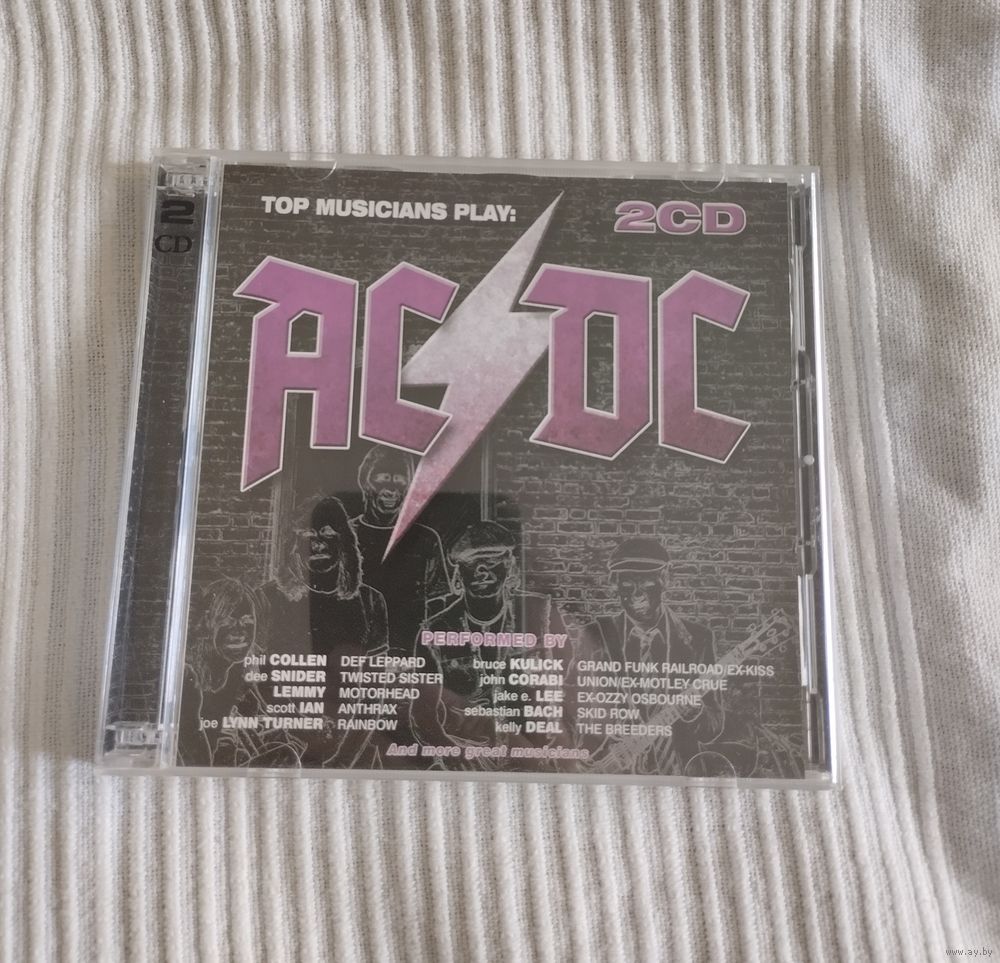 TOP MUSICIANS PLAY:
2CD
2
CD
AC DC
PERFORMED BY
phil COLLEN DEF LEPPARD
dee SNIDER TWISTED SISTER
LEMMY MOTORHEAD
scott IAN ANTHRAX
joe LYNN TURNER RAINBOW
bruce KULICK GRAND FUNK RAILROAD/EX-KISS
john CORABI UNION/EX-MOTLEY CRUE
jake e. LEE EX-OZZY OSBOURNE
sebastian BACH SKID ROW
kelly DEAL THE BREEDERS
And more great musicians
www.ay.by